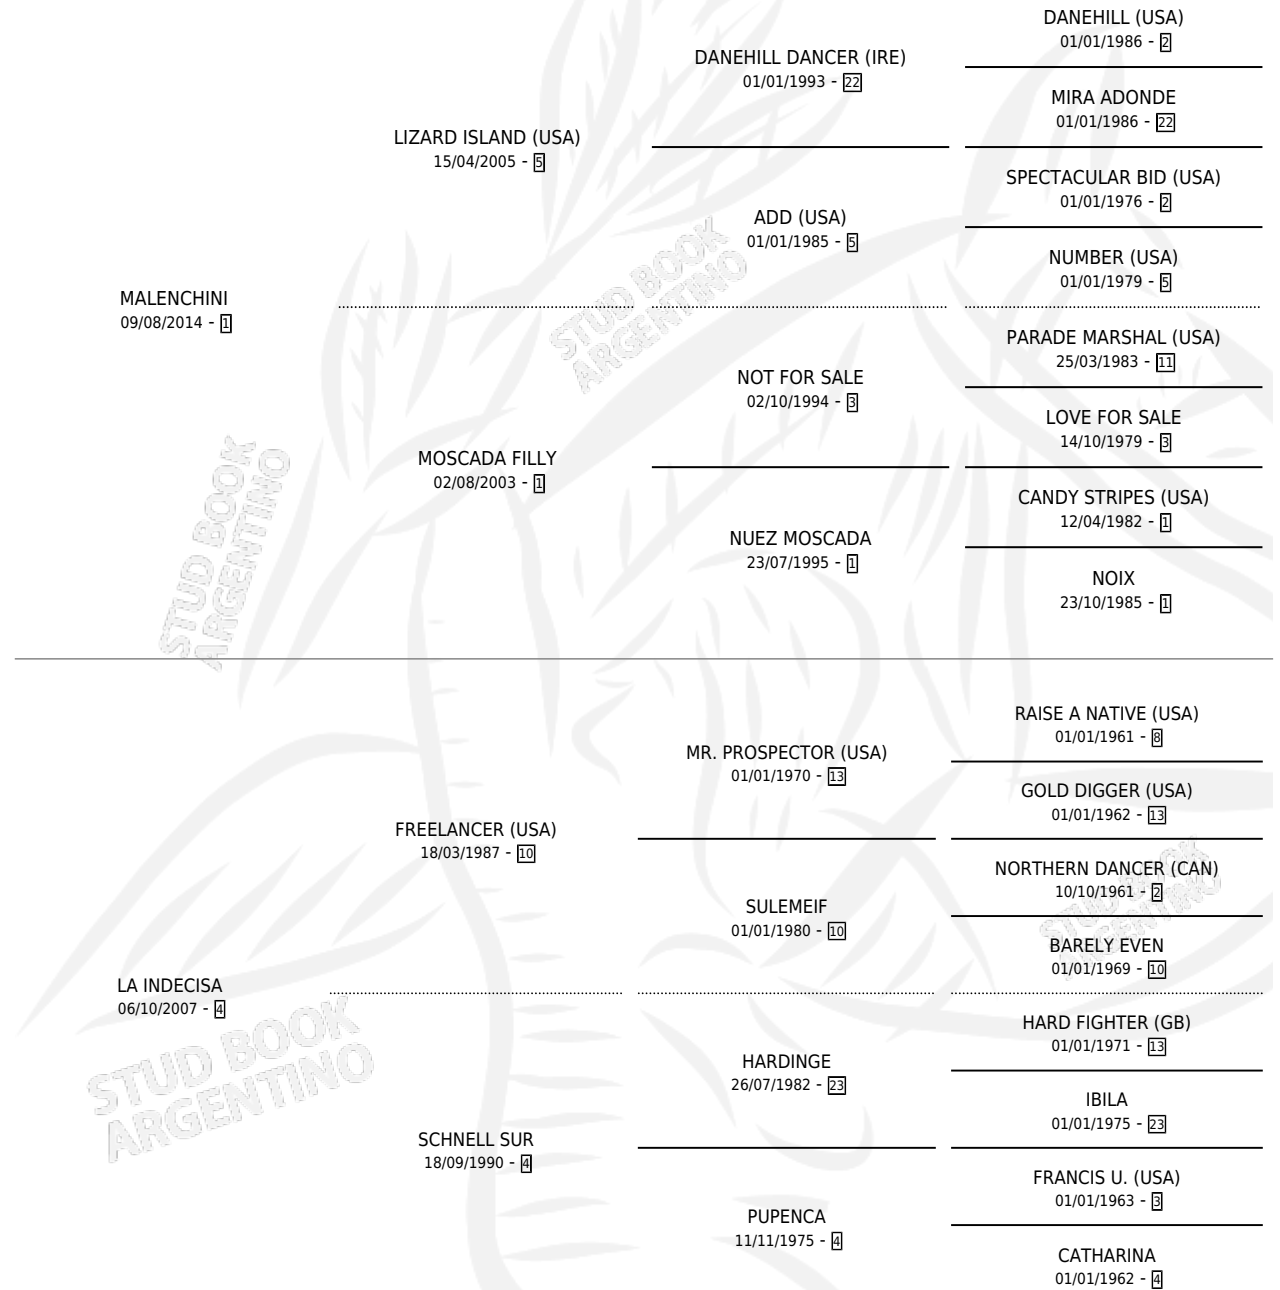 DANEHILL (USA)
01/01/1986 - 2
DANEHILL DANCER (IRE)
01/01/1993 - 22
MIRA ADONDE
01/01/1986 - 22
LIZARD ISLAND (USA)
15/04/2005 - 5
SPECTACULAR BID (USA)
01/01/1976 - 2
ADD (USA)
01/01/1985 - 5
NUMBER (USA)
01/01/1979 - 5
MALENCHINI
09/08/2014 - 1
PARADE MARSHAL (USA)
25/03/1983 - 11
NOT FOR SALE
02/10/1994 - 3
LOVE FOR SALE
14/10/1979 - 3
MOSCADA FILLY
02/08/2003 - 1
CANDY STRIPES (USA)
12/04/1982 - 1
NUEZ MOSCADA
23/07/1995 - 1
NOIX
23/10/1985 - 1
RAISE A NATIVE (USA)
01/01/1961 - 8
MR. PROSPECTOR (USA)
01/01/1970 - 13
GOLD DIGGER (USA)
01/01/1962 - 13
FREELANCER (USA)
18/03/1987 - 10
NORTHERN DANCER (CAN)
10/10/1961 - 2
SULEMEIF
01/01/1980 - 10
BARELY EVEN
01/01/1969 - 10
LA INDECISA
06/10/2007 - 4
HARD FIGHTER (GB)
01/01/1971 - 13
HARDINGE
26/07/1982 - 23
IBILA
01/01/1975 - 23
SCHNELL SUR
18/09/1990 - 4
FRANCIS U. (USA)
01/01/1963 - 3
PUPENCA
11/11/1975 - 4
CATHARINA
01/01/1962 - 4
STUD BOOK
ARGENTINO
STUD BOOK
ARGENTINO
STUD BOOK
ARGENTINO
STUD BOOK
ARGENTINO